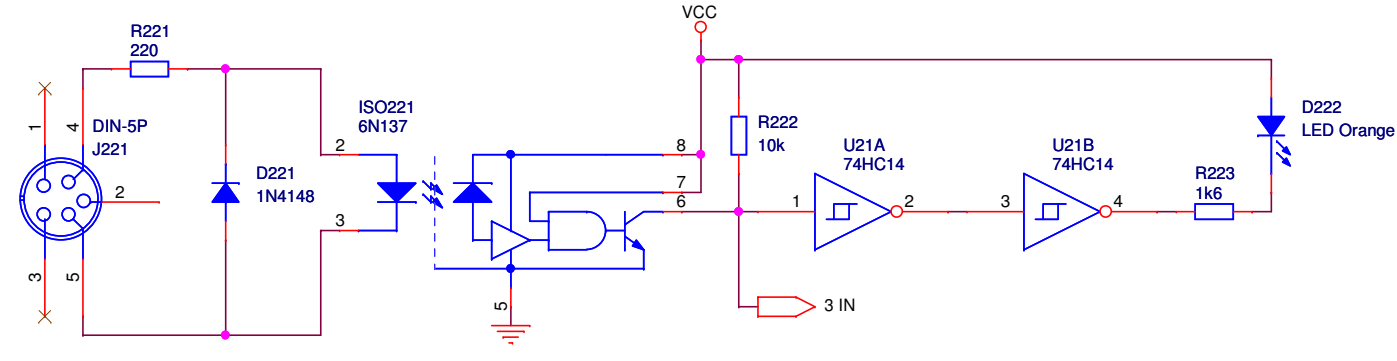 VCC
R221
220
ISO221
6N137
D222
LED Orange
1
4
DIN-5P
J221
2
3
5
D221
1N4148
2
3
8
7
6
5
R222
10k
U21A
74HC14
1
2
U21B
74HC14
3
4
R223
1k6
3 IN